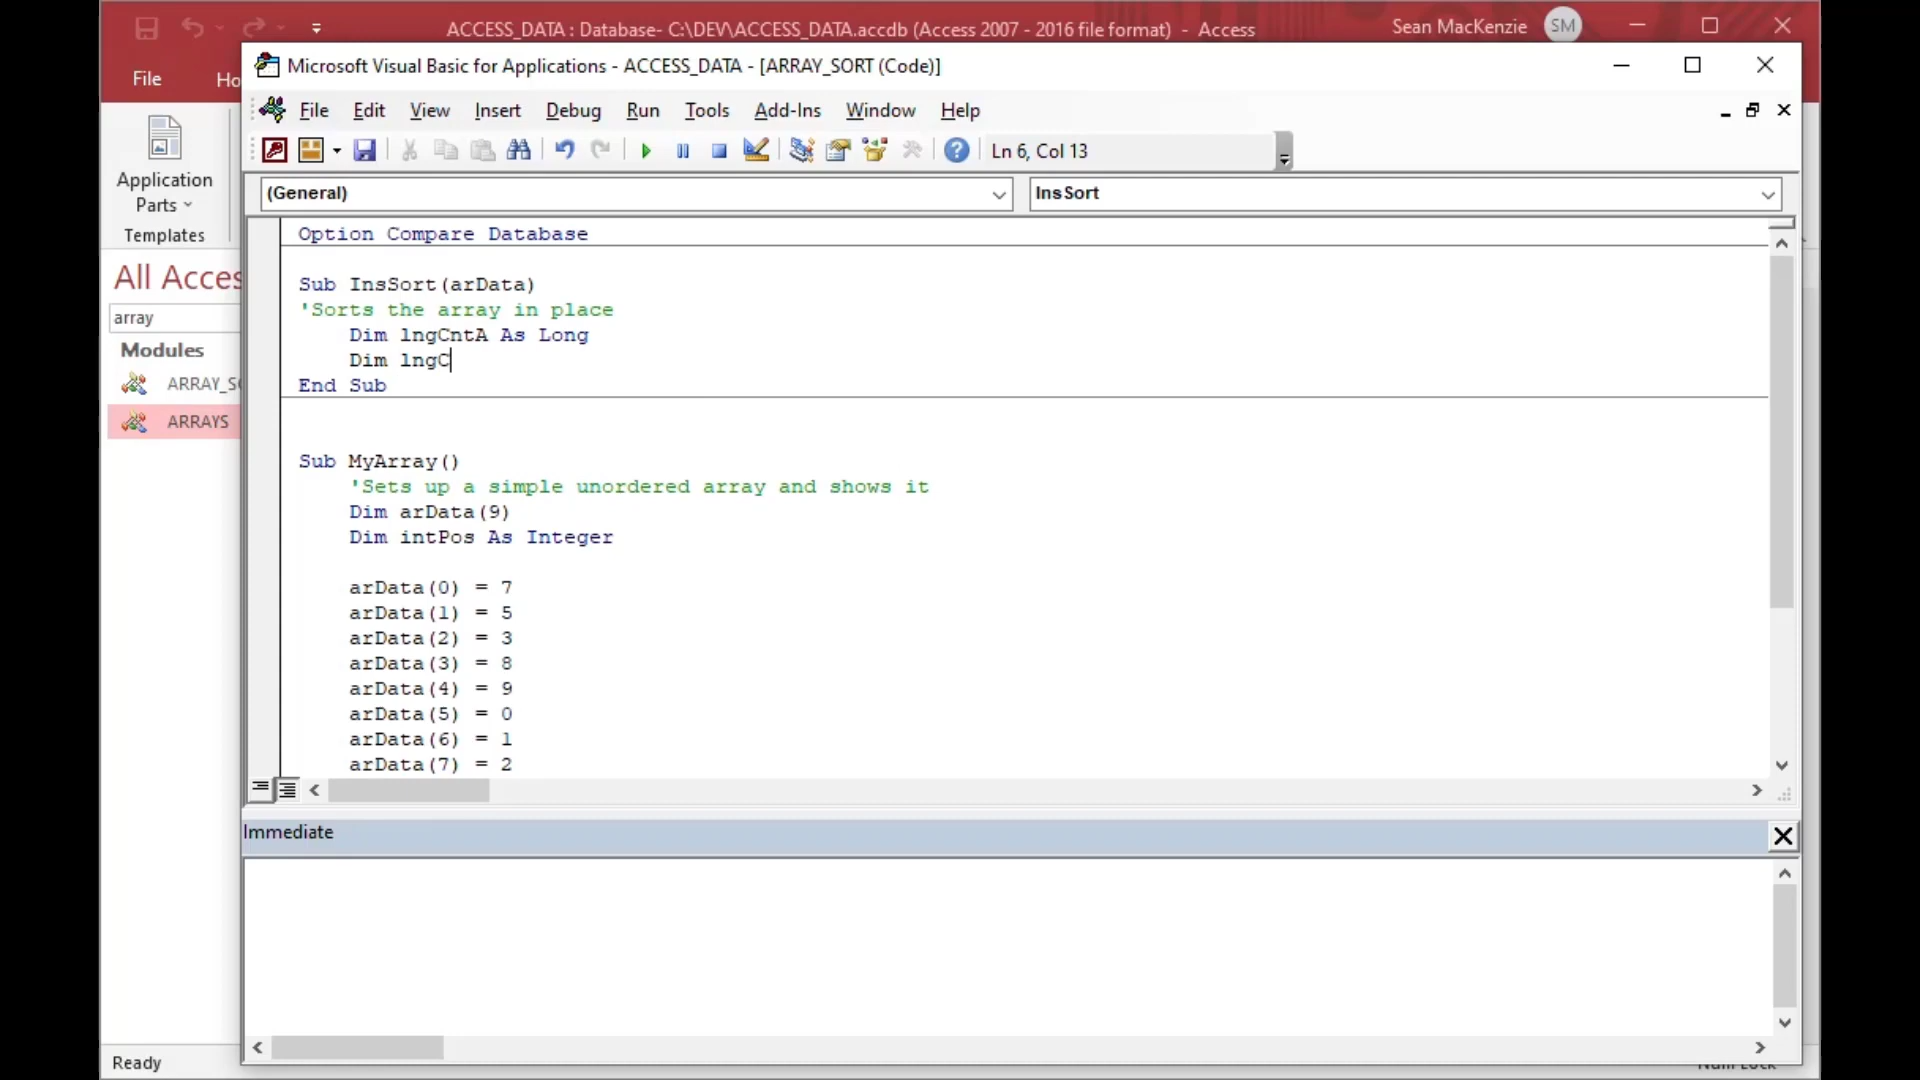 ACCESS_DATA : Database- C:\DEV\ACCESS_DATA.accdb (Access 2007 - 2016 file format) - Access
Sean MacKenzie
SM
File
Ho
Microsoft Visual Basic for Applications - ACCESS_DATA - [ARRAY_SORT (Code)]
File Edit View Insert Debug Run Tools Add-Ins Window Help
Ln 6, Col 13
Application
Parts
Templates
(General)
InsSort
All Acces
array
Modules
ARRAY_S
ARRAYS
Option Compare Database
Sub InsSort(arData)
'Sorts the array in place
Dim lngCntA As Long
Dim lngC
End Sub
Sub MyArray()
'Sets up a simple unordered array and shows it
Dim arData(9)
Dim intPos As Integer
arData(0) = 7
arData(1) = 5
arData(2) = 3
arData(3) = 8
arData(4) = 9
arData(5) = 0
arData(6) = 1
arData(7) = 2
Immediate
Ready
Num Lock